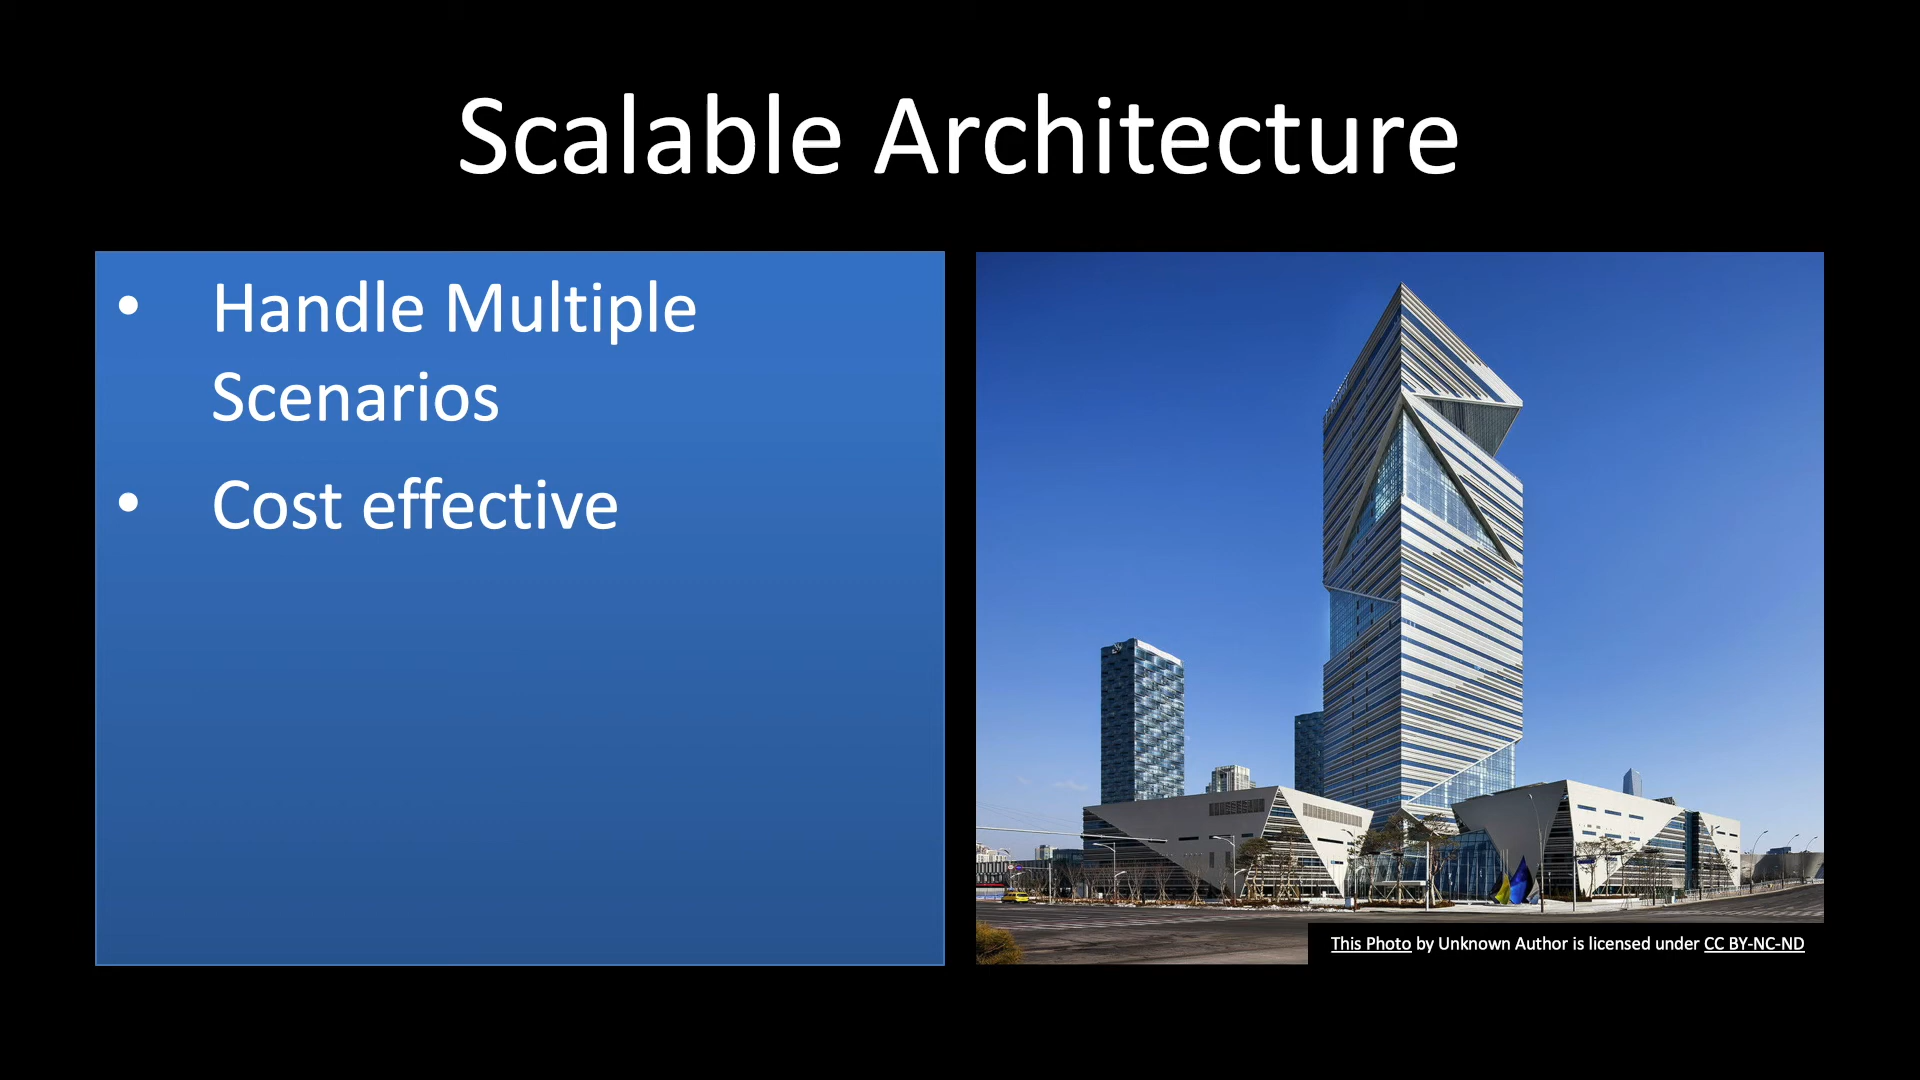 Scalable Architecture
• Handle Multiple
Scenarios
• Cost effective
This Photo by Unknown Author is licensed under CC BY-NC-ND